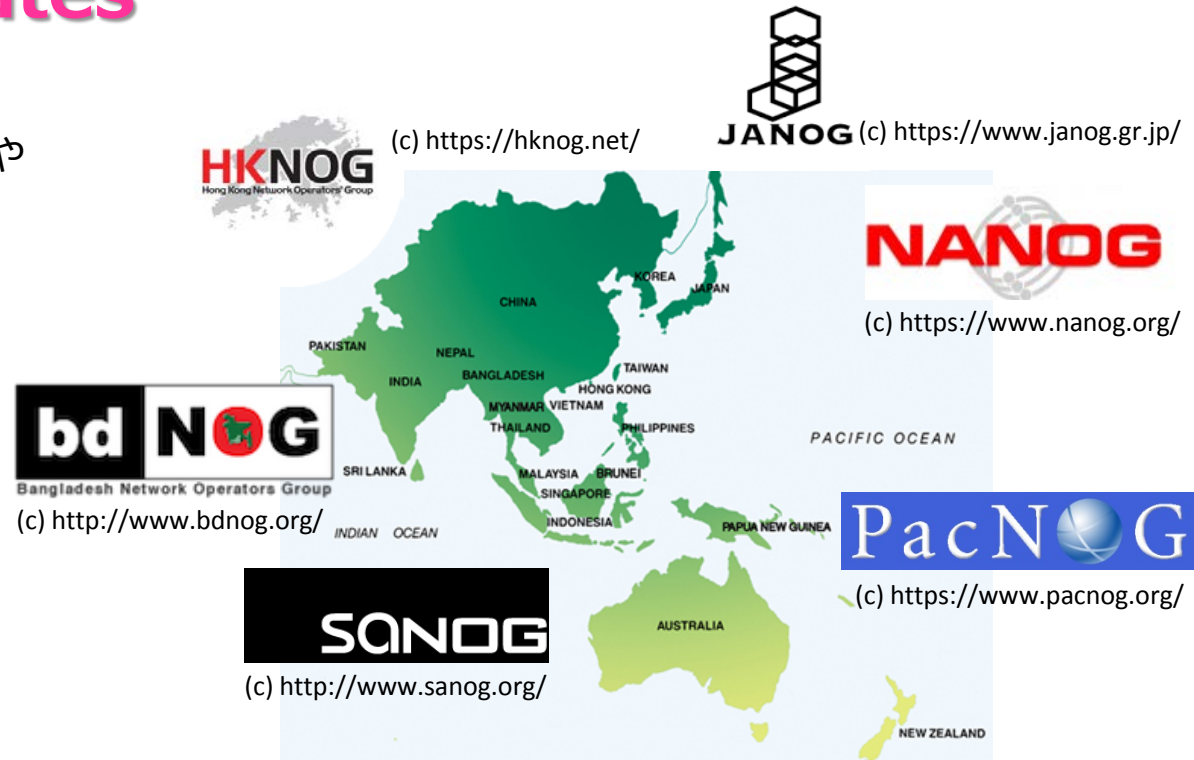 ates
や
HKNOG
Hong Kong Network Operators' Group
(c) https://hknog.net/
JANOG
(c) https://www.janog.gr.jp/
NANOG
(c) https://www.nanog.org/
KOREA
JAPAN
CHINA
PAKISTAN
NEPAL
INDIA
BANGLADESH
TAIWAN
HONG KONG
MYANMAR
VIETNAM
THAILAND
PHILIPPINES
PACIFIC OCEAN
bd NOG
Bangladesh Network Operators Group
(c) http://www.bdnog.org/
SRI LANKA
MALAYSIA
BRUNEI
SINGAPORE
INDONESIA
INDIAN OCEAN
PAPUA NEW GUINEA
PacNOG
(c) https://www.pacnog.org/
SANOG
(c) http://www.sanog.org/
AUSTRALIA
NEW ZEALAND